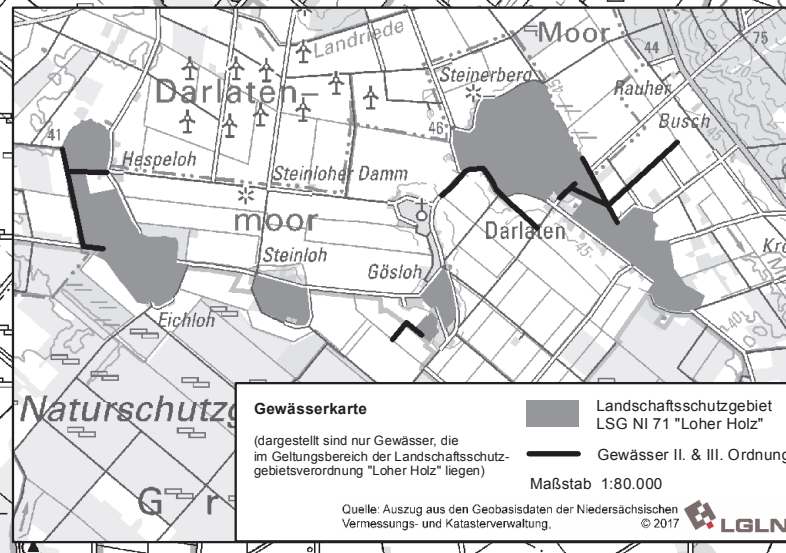 Landriede
Moor
44
75
Steinerberg
Rauher
Darlaten-
45
41
46
Busch
Hespeloh
Steinloher Damm
moor
Darlaten
Steinloh
45
Gösloh
Eichloh
40
Naturschutzg
G r
Gewässerkarte
(dargestellt sind nur Gewässer, die
im Geltungsbereich der Landschaftsschutz-
gebietsverordnung "Loher Holz" liegen)
Landschaftsschutzgebiet
LSG NI 71 "Loher Holz"
Gewässer II. & III. Ordnung
Maßstab 1:80.000
Quelle: Auszug aus den Geobasisdaten der Niedersächsischen
Vermessungs- und Katasterverwaltung,
© 2017
LGLN